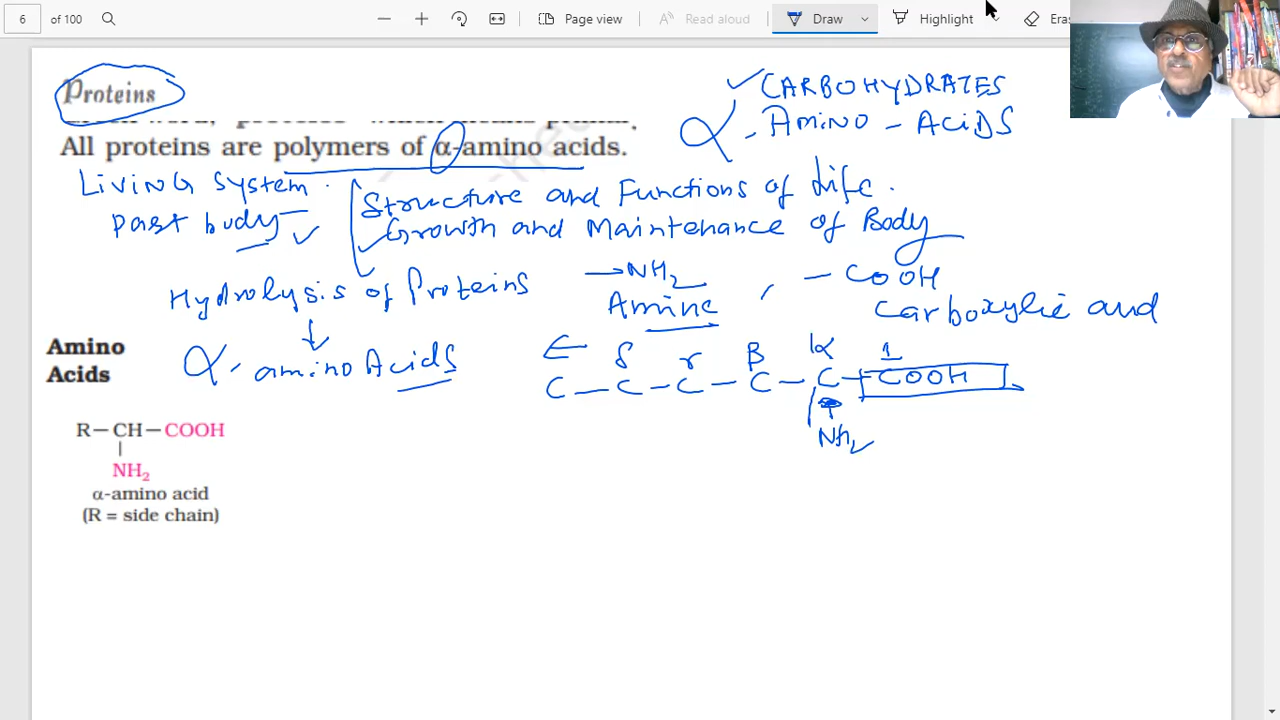 6 of 100 Page view Read aloud Draw Highlight Eras
Proteins
All proteins are polymers of α-amino acids.
CARBOHYDRATES
α - AMiNO - ACiDS
LiviNG System.
Past body
Structure and Functions of Life.
Growth and Maintenance of Body
Hydrolysis of Proteins
α - amino Acids
NH2
Amine
, - COOH
Carboxylic and
Amino
Acids
δ γ β α 1
C - C - C - C - C - COOH
NH2
R–CH–COOH
NH2
α-amino acid
(R = side chain)